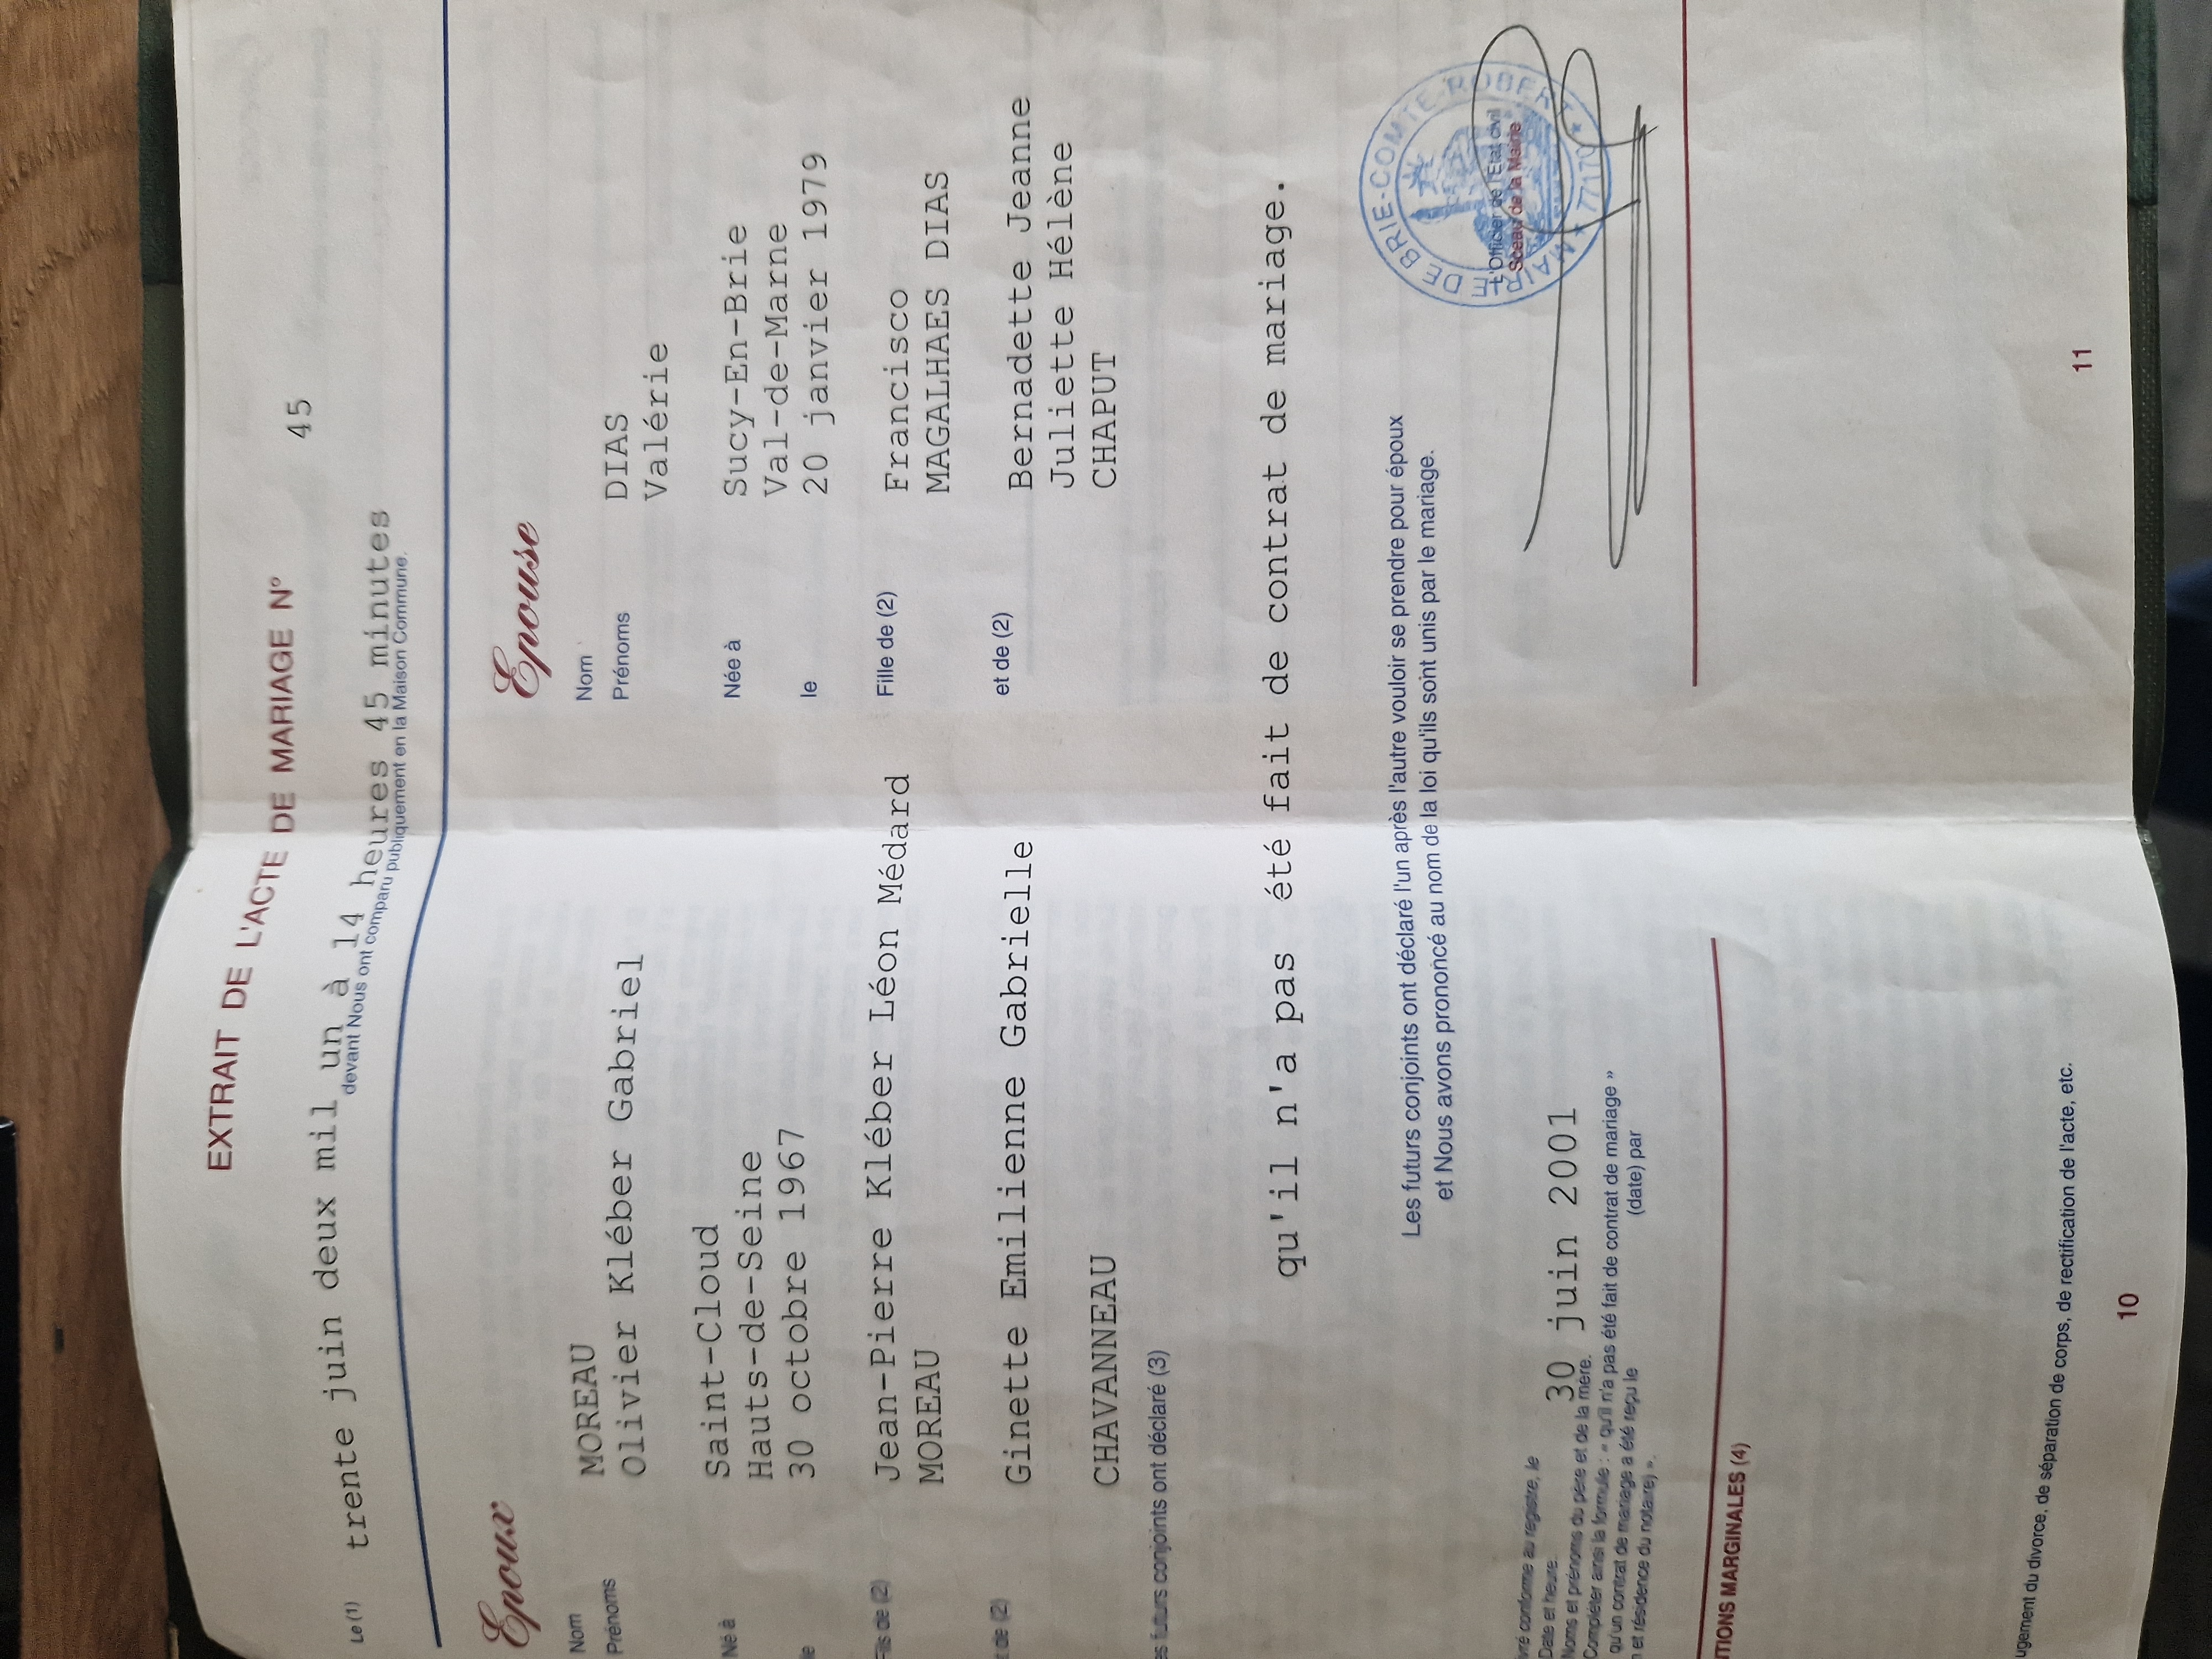 EXTRAIT DE L'ACTE DE MARIAGE N° 45
Le (1) trente juin deux mil un à 14 heures 45 minutes
devant Nous ont comparu publiquement en la Maison Commune.
Epoux
Nom MOREAU
Prénoms Olivier Kléber Gabriel
Né à Saint-Cloud
Hauts-de-Seine
le 30 octobre 1967
Fils de (2) Jean-Pierre Kléber Léon Médard
MOREAU
et de (2) Ginette Emilienne Gabrielle
CHAVANNEAU
Epouse
Nom DIAS
Prénoms Valérie
Née à Sucy-En-Brie
Val-de-Marne
le 20 janvier 1979
Fille de (2) Francisco
MAGALHAES DIAS
et de (2) Bernadette Jeanne
Juliette Hélène
CHAPUT
es futurs conjoints ont déclaré (3)
qu'il n'a pas été fait de contrat de mariage.
Les futurs conjoints ont déclaré l'un après l'autre vouloir se prendre pour époux
et Nous avons prononcé au nom de la loi qu'ils sont unis par le mariage.
vré conforme au registre, le 30 juin 2001
Date et heure.
Noms et prénoms du père et de la mère.
Compléter ainsi la formule : « qu'il n'a pas été fait de contrat de mariage »
qu'un contrat de mariage a été reçu le (date) par
et résidence du notaire) ».
L'Officier de l'Etat civil
Sceau de la Mairie
MAIRIE DE BRIE-COMTE-ROBERT
77170
TIONS MARGINALES (4)
ugement du divorce, de séparation de corps, de rectification de l'acte, etc.
10
11